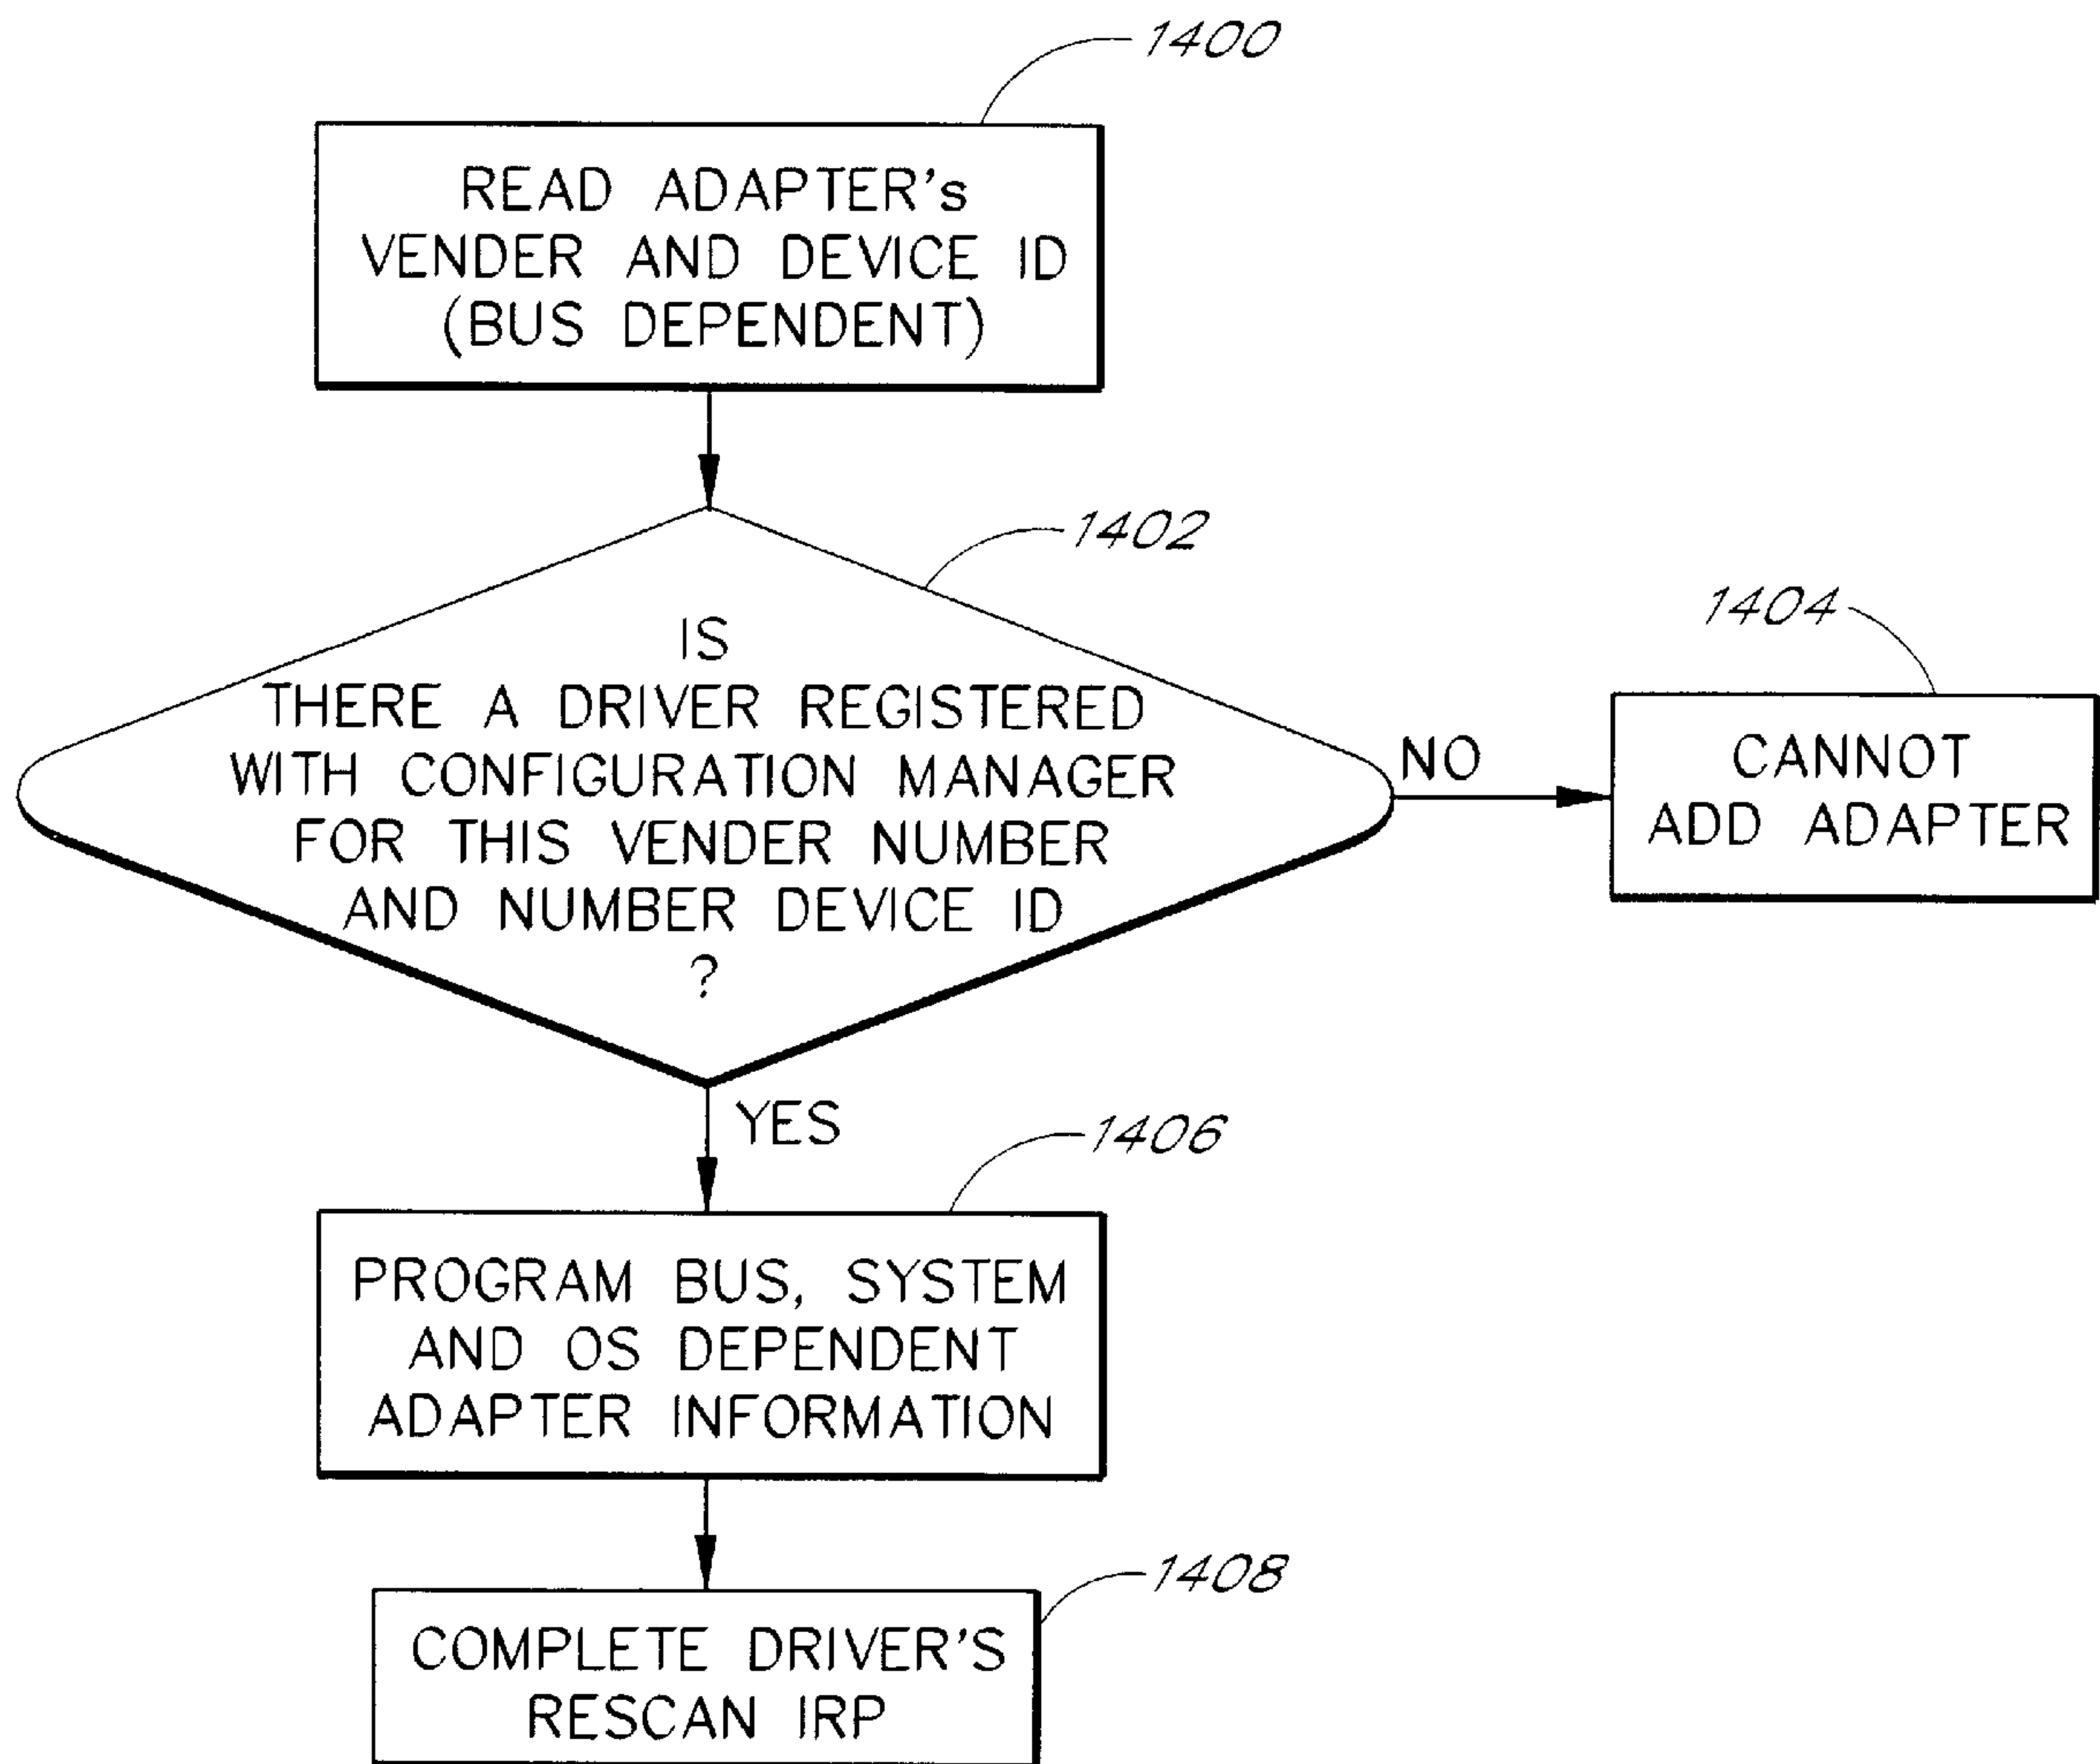 1400
READ ADAPTER's
VENDER AND DEVICE ID
(BUS DEPENDENT)
1402
IS
THERE A DRIVER REGISTERED
WITH CONFIGURATION MANAGER
FOR THIS VENDER NUMBER
AND NUMBER DEVICE ID
?
NO
1404
CANNOT
ADD ADAPTER
YES
1406
PROGRAM BUS, SYSTEM
AND OS DEPENDENT
ADAPTER INFORMATION
1408
COMPLETE DRIVER'S
RESCAN IRP